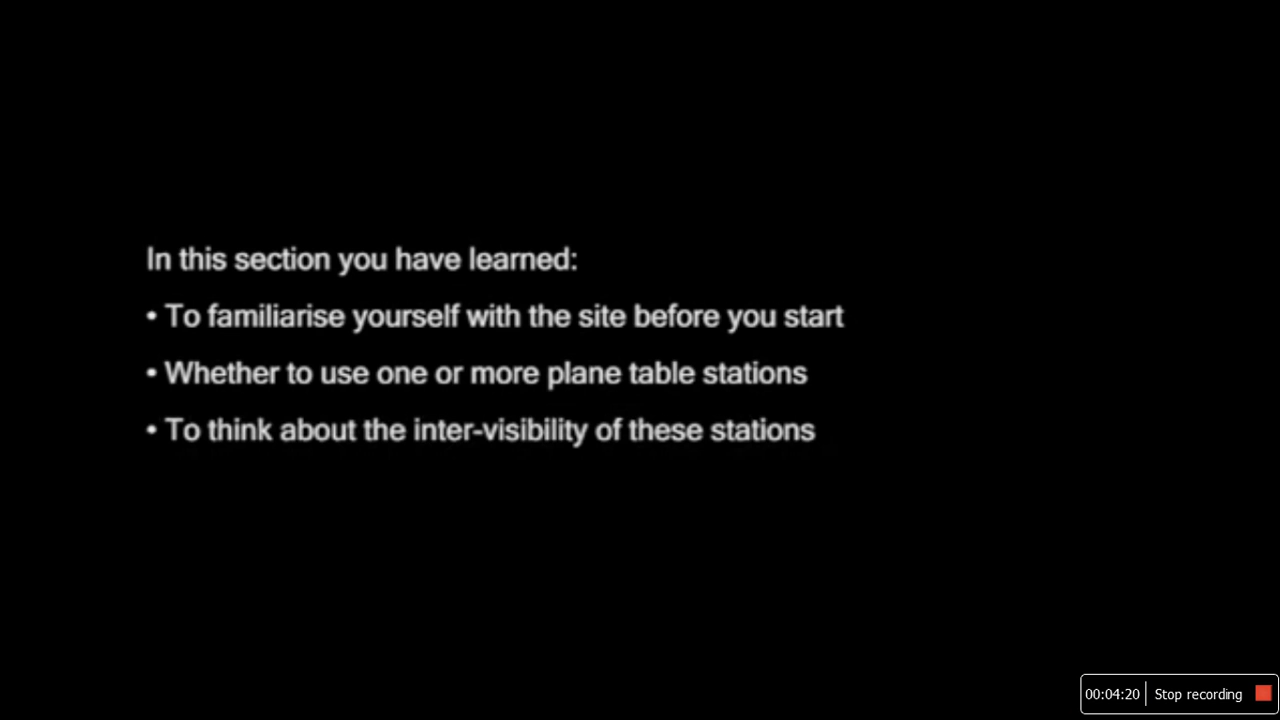 In this section you have learned:
• To familiarise yourself with the site before you start
• Whether to use one or more plane table stations
• To think about the inter-visibility of these stations
00:04:20 Stop recording